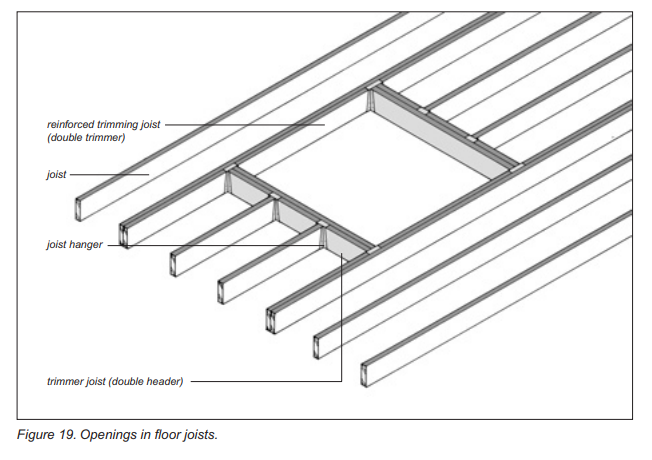 reinforced trimming joist
(double trimmer)
joist
joist hanger
trimmer joist (double header)
Figure 19. Openings in floor joists.